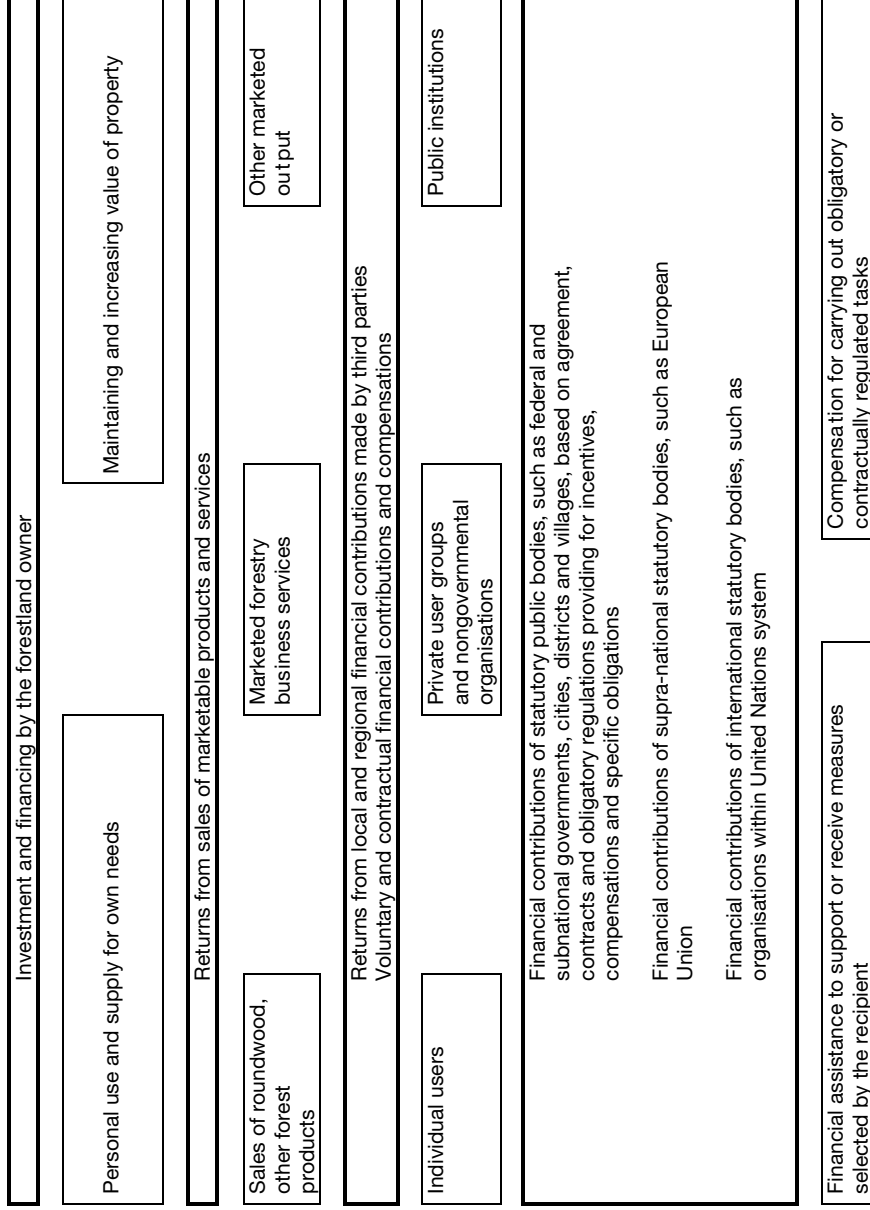 Investment and financing by the forestland owner
Personal use and supply for own needs
Maintaining and increasing value of property
Returns from sales of marketable products and services
Sales of roundwood,
other forest
products
Marketed forestry
business services
Other marketed
output
Returns from local and regional financial contributions made by third parties
Voluntary and contractual financial contributions and compensations
Individual users
Private user groups
and nongovernmental
organisations
Public institutions
Financial contributions of statutory public bodies, such as federal and
subnational governments, cities, districts and villages, based on agreement,
contracts and obligatory regulations providing for incentives,
compensations and specific obligations
Financial contributions of supra-national statutory bodies, such as European
Union
Financial contributions of international statutory bodies, such as
organisations within United Nations system
Financial assistance to support or receive measures
selected by the recipient
Compensation for carrying out obligatory or
contractually regulated tasks